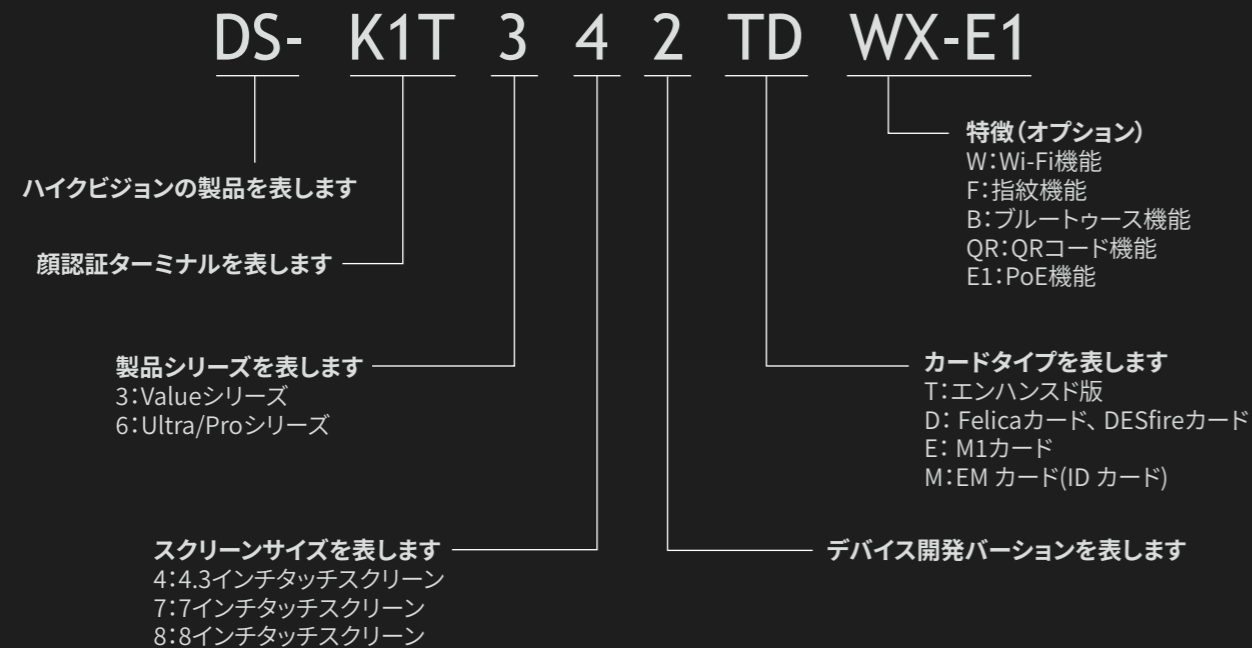 DS- K1T 3 4 2 TD WX-E1
ハイクビジョンの製品を表します
顔認証ターミナルを表します
製品シリーズを表します
3：Valueシリーズ
6：Ultra/Proシリーズ
スクリーンサイズを表します
4：4.3インチタッチスクリーン
7：7インチタッチスクリーン
8：8インチタッチスクリーン
特徴（オプション）
W：Wi-Fi機能
F：指紋機能
B：ブルートゥース機能
QR：QRコード機能
E1：PoE機能
カードタイプを表します
T：エンハンスド版
D： Felicaカード、DESfireカード
E： M1カード
M：EM カード(ID カード)
デバイス開発バーションを表します